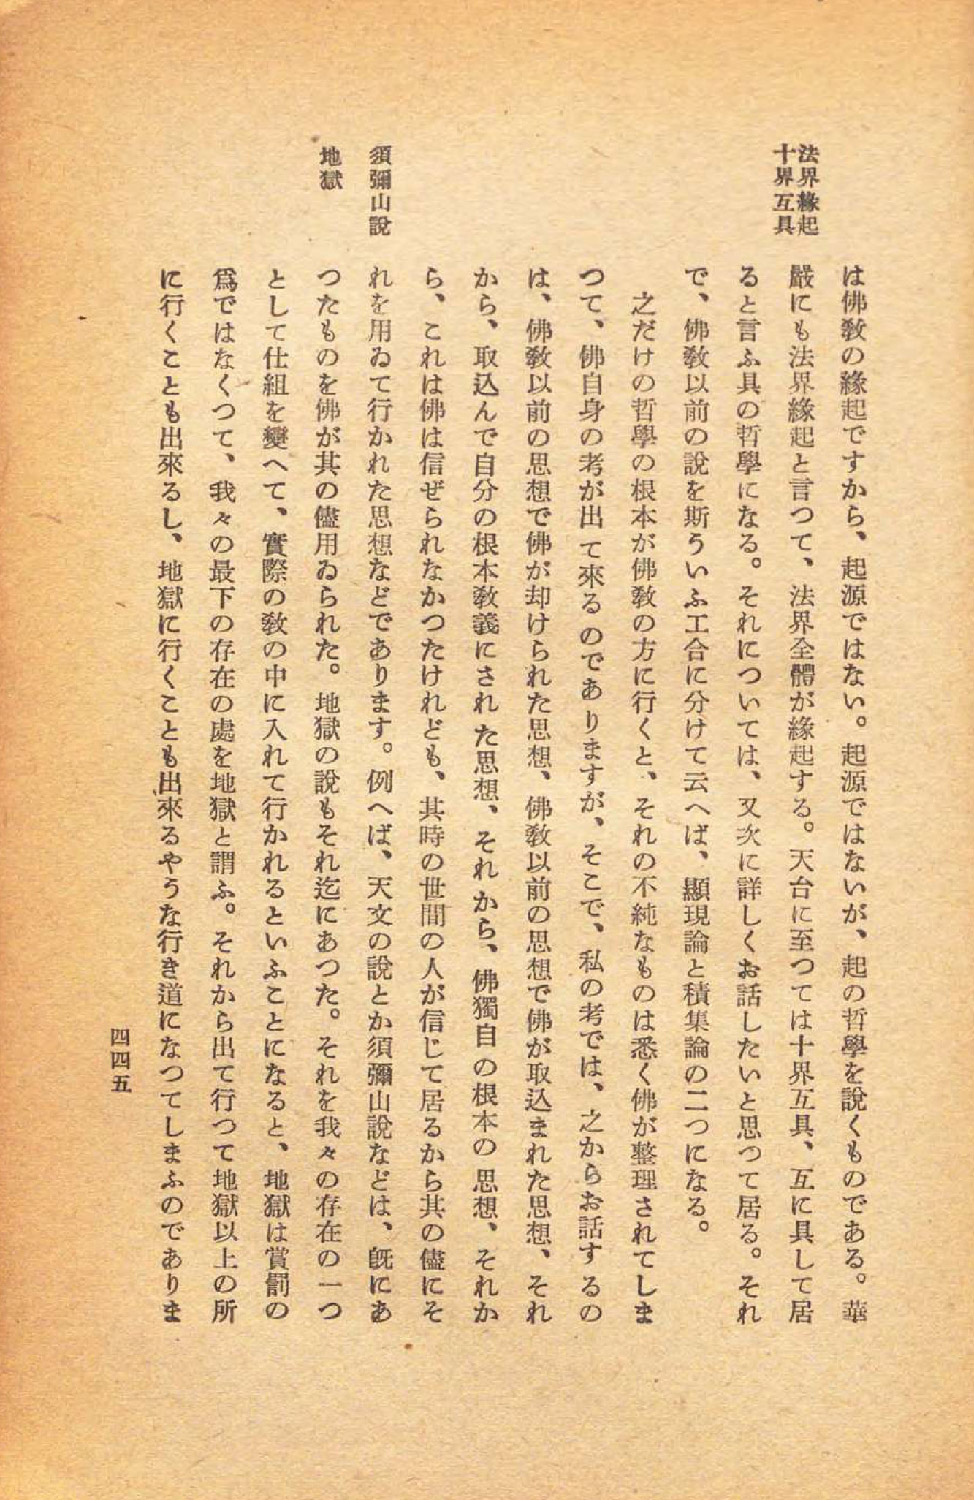 法界緣起
十界互具
は佛敎の緣起ですから、起源ではない。起源ではないが、起の哲學を說くものである。華
嚴にも法界緣起と言つて、法界全體が緣起する。天台に至つては十界互具、互に具して居
ると言ふ具の哲學になる。それについては、又次に詳しくお話したいと思つて居る。それ
で、佛敎以前の說を斯ういふ工合に分けて云へば、顯現論と積集論の二つになる。
之だけの哲學の根本が佛敎の方に行くと、それの不純なものは悉く佛が整理されてしま
つて、佛自身の考が出て來るのでありますが、そこで、私の考では、之からお話するの
は、佛敎以前の思想で佛が却けられた思想、佛敎以前の思想で佛が取込まれた思想、それ
から、取込んで自分の根本敎義にされた思想、それから、佛獨自の根本の思想、それか
ら、これは佛は信ぜられなかつたけれども、其時の世間の人が信じて居るから其の儘にそ
須彌山說
れを用ゐて行かれた思想などであります。例へば、天文の說とか須彌山說などは、旣にあ
地獄
つたものを佛が其の儘用ゐられた。地獄の說もそれ迄にあつた。それを我々の存在の一つ
として仕組を變へて、實際の敎の中に入れて行かれるといふことになると、地獄は賞罰の
爲ではなくつて、我々の最下の存在の處を地獄と謂ふ。それから出て行つて地獄以上の所
に行くことも出來るし、地獄に行くことも出來るやうな行き道になつてしまふのでありま
四四五